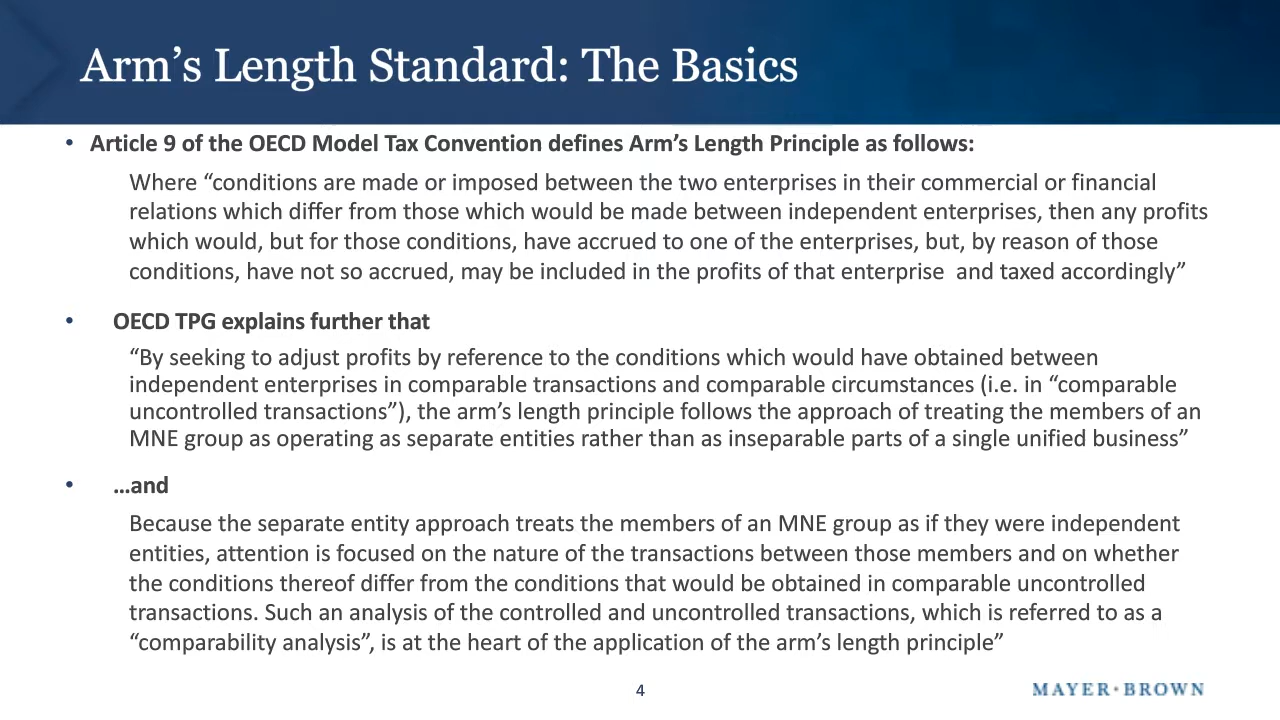 Arm’s Length Standard: The Basics
• Article 9 of the OECD Model Tax Convention defines Arm’s Length Principle as follows:
Where “conditions are made or imposed between the two enterprises in their commercial or financial
relations which differ from those which would be made between independent enterprises, then any profits
which would, but for those conditions, have accrued to one of the enterprises, but, by reason of those
conditions, have not so accrued, may be included in the profits of that enterprise  and taxed accordingly”
• OECD TPG explains further that
“By seeking to adjust profits by reference to the conditions which would have obtained between
independent enterprises in comparable transactions and comparable circumstances (i.e. in “comparable
uncontrolled transactions”), the arm’s length principle follows the approach of treating the members of an
MNE group as operating as separate entities rather than as inseparable parts of a single unified business”
• …and
Because the separate entity approach treats the members of an MNE group as if they were independent
entities, attention is focused on the nature of the transactions between those members and on whether
the conditions thereof differ from the conditions that would be obtained in comparable uncontrolled
transactions. Such an analysis of the controlled and uncontrolled transactions, which is referred to as a
“comparability analysis”, is at the heart of the application of the arm’s length principle”
4
MAYER•BROWN